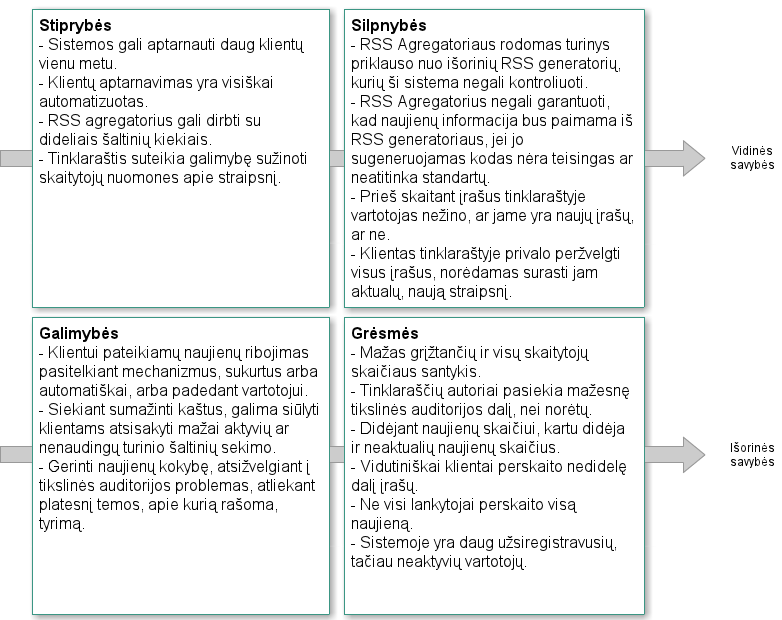 Stiprybės
- Sistemos gali aptarnauti daug klientų
vienu metu.
- Klientų aptarnavimas yra visiškai
automatizuotas.
- RSS agregatorius gali dirbti su
dideliais šaltinių kiekiais.
- Tinklaraštis suteikia galimybę sužinoti
skaitytojų nuomones apie straipsnį.
Silpnybės
- RSS Agregatoriaus rodomas turinys
priklauso nuo išorinių RSS generatorių,
kurių ši sistema negali kontroliuoti.
- RSS Agregatorius negali garantuoti,
kad naujienų informacija bus paimama iš
RSS generatoriaus, jei jo
sugeneruojamas kodas nėra teisingas ar
neatitinka standartų.
- Prieš skaitant įrašus tinklaraštyje
vartotojas nežino, ar jame yra naujų įrašų,
ar ne.
- Klientas tinklaraštyje privalo peržvelgti
visus įrašus, norėdamas surasti jam
aktualų, naują straipsnį.
Vidinės
savybės
Galimybės
- Klientui pateikiamų naujienų ribojimas
pasitelkiant mechanizmus, sukurtus arba
automatiškai, arba padedant vartotojui.
- Siekiant sumažinti kaštus, galima siūlyti
klientams atsisakyti mažai aktyvių ar
nenaudingų turinio šaltinių sekimo.
- Gerinti naujienų kokybę, atsižvelgiant į
tikslinės auditorijos problemas, atliekant
platesnį temos, apie kurią rašoma,
tyrimą.
Grėsmės
- Mažas grįžtančių ir visų skaitytojų
skaičiaus santykis.
- Tinklaraščių autoriai pasiekia mažesnę
tikslinės auditorijos dalį, nei norėtų.
- Didėjant naujienų skaičiui, kartu didėja
ir neaktualių naujienų skaičius.
- Vidutiniškai klientai perskaito nedidelę
dalį įrašų.
- Ne visi lankytojai perskaito visą
naujieną.
- Sistemoje yra daug užsiregistravusių,
tačiau neaktyvių vartotojų.
Išorinės
savybės